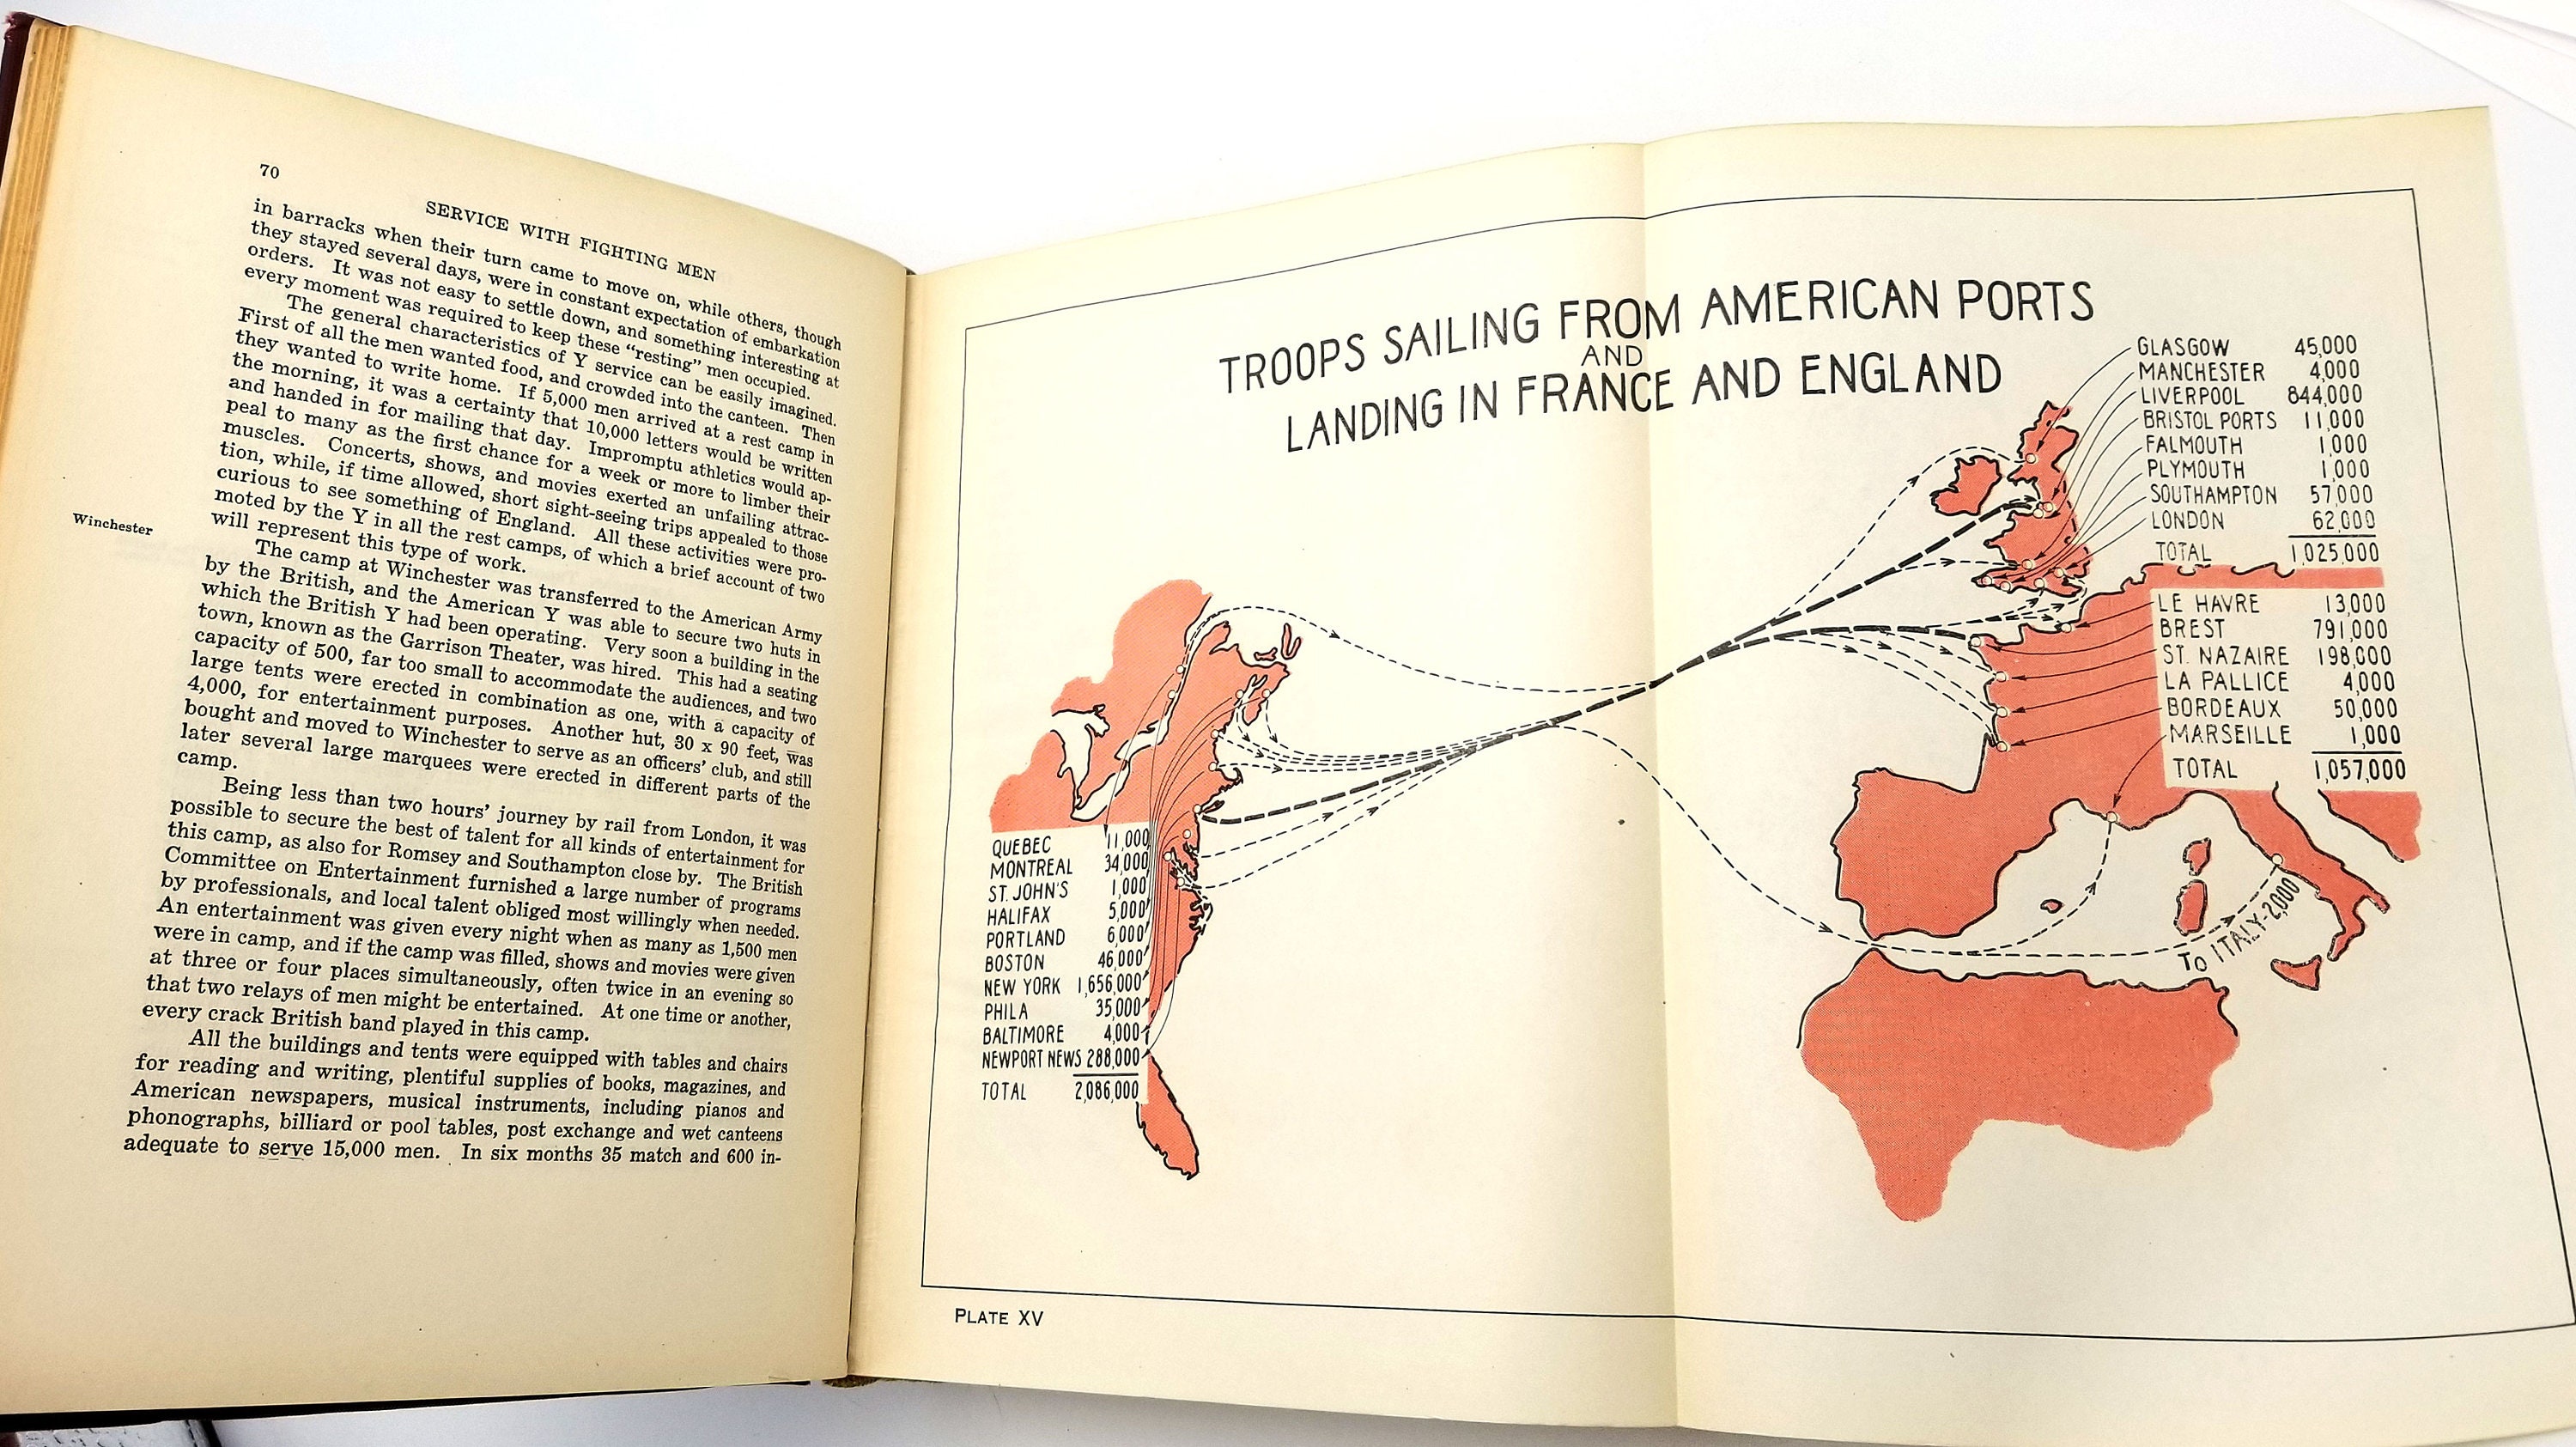 70
SERVICE WITH FIGHTING MEN
in barracks when their turn came to move on, while others, though
they stayed several days, were in constant expectation of embarkation
orders. It was not easy to settle down, and something interesting at
every moment was required to keep these "resting" men occupied.
The general characteristics of Y service can be easily imagined.
First of all the men wanted food, and crowded into the canteen. Then
they wanted to write home. If 5,000 men arrived at a rest camp in
the morning, it was a certainty that 10,000 letters would be written
and handed in for mailing that day. Impromptu athletics would ap-
peal to many as the first chance for a week or more to limber their
muscles. Concerts, shows, and movies exerted an unfailing attrac-
tion, while, if time allowed, short sight-seeing trips appealed to those
curious to see something of England. All these activities were pro-
moted by the Y in all the rest camps, of which a brief account of two
will represent this type of work.
Winchester
The camp at Winchester was transferred to the American Army
by the British, and the American Y was able to secure two huts in
which the British Y had been operating. Very soon a building in the
town, known as the Garrison Theater, was hired. This had a seating
capacity of 500, far too small to accommodate the audiences, and two
large tents were erected in combination as one, with a capacity of
4,000, for entertainment purposes. Another hut, 30 x 90 feet, was
bought and moved to Winchester to serve as an officers' club, and still
later several large marquees were erected in different parts of the
camp.
Being less than two hours' journey by rail from London, it was
possible to secure the best of talent for all kinds of entertainment for
this camp, as also for Romsey and Southampton close by. The British
Committee on Entertainment furnished a large number of programs
by professionals, and local talent obliged most willingly when needed.
An entertainment was given every night when as many as 1,500 men
were in camp, and if the camp was filled, shows and movies were given
at three or four places simultaneously, often twice in an evening so
that two relays of men might be entertained. At one time or another,
every crack British band played in this camp.
All the buildings and tents were equipped with tables and chairs
for reading and writing, plentiful supplies of books, magazines, and
American newspapers, musical instruments, including pianos and
phonographs, billiard or pool tables, post exchange and wet canteens
adequate to serve 15,000 men. In six months 35 match and 600 in-
TROOPS SAILING FROM AMERICAN PORTS
AND
LANDING IN FRANCE AND ENGLAND
GLASGOW 45,000
MANCHESTER 4,000
LIVERPOOL 844,000
BRISTOL PORTS 11,000
FALMOUTH 1,000
PLYMOUTH 1,000
SOUTHAMPTON 57,000
LONDON 62,000
TOTAL 1,025,000
LE HAVRE 13,000
BREST 791,000
ST. NAZAIRE 198,000
LA PALLICE 4,000
BORDEAUX 50,000
MARSEILLE 1,000
TOTAL 1,057,000
TO ITALY-2,000
QUEBEC 11,000
MONTREAL 34,000
ST. JOHN'S 1,000
HALIFAX 5,000
PORTLAND 6,000
BOSTON 46,000
NEW YORK 1,656,000
PHILA 35,000
BALTIMORE 4,000
NEWPORT NEWS 288,000
TOTAL 2,086,000
PLATE XV